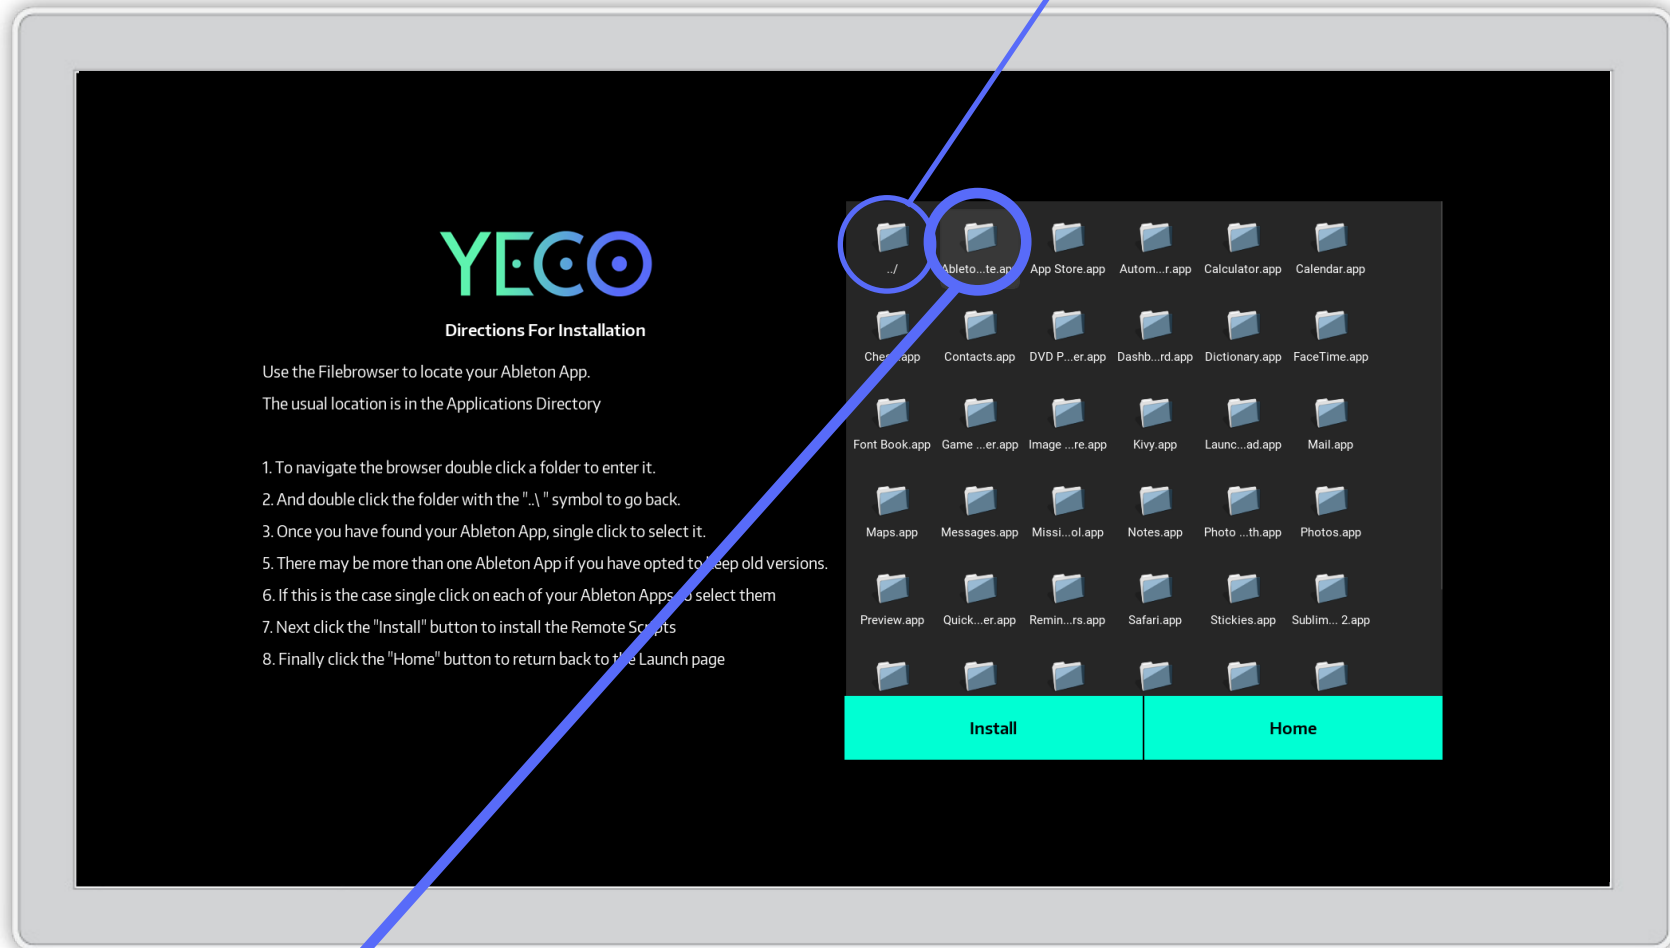 YECO
Directions For Installation
Use the Filebrowser to locate your Ableton App.
The usual location is in the Applications Directory
1. To navigate the browser double click a folder to enter it.
2. And double click the folder with the "..\ " symbol to go back.
3. Once you have found your Ableton App, single click to select it.
5. There may be more than one Ableton App if you have opted to keep old versions.
6. If this is the case single click on each of your Ableton Apps to select them
7. Next click the "Install" button to install the Remote Scripts
8. Finally click the "Home" button to return back to the Launch page
../ Ableto...te.app App Store.app Autom...r.app Calculator.app Calendar.app
Chess.app Contacts.app DVD P...er.app Dashb...rd.app Dictionary.app FaceTime.app
Font Book.app Game ...er.app Image ...re.app Kivy.app Launc...ad.app Mail.app
Maps.app Messages.app Missi...ol.app Notes.app Photo ...th.app Photos.app
Preview.app Quick...er.app Remin...rs.app Safari.app Stickies.app Sublim... 2.app
Install Home